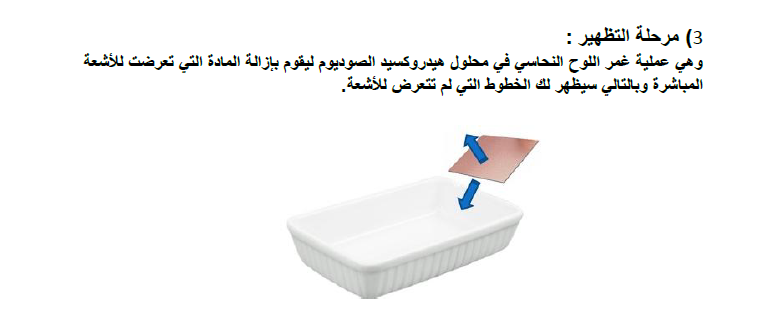 3) مرحلة التظهير :
وهي عملية غمر اللوح النحاسي في محلول هيدروكسيد الصوديوم ليقوم بإزالة المادة التي تعرضت للأشعة
المباشرة وبالتالي سيظهر لك الخطوط التي لم تتعرض للأشعة.